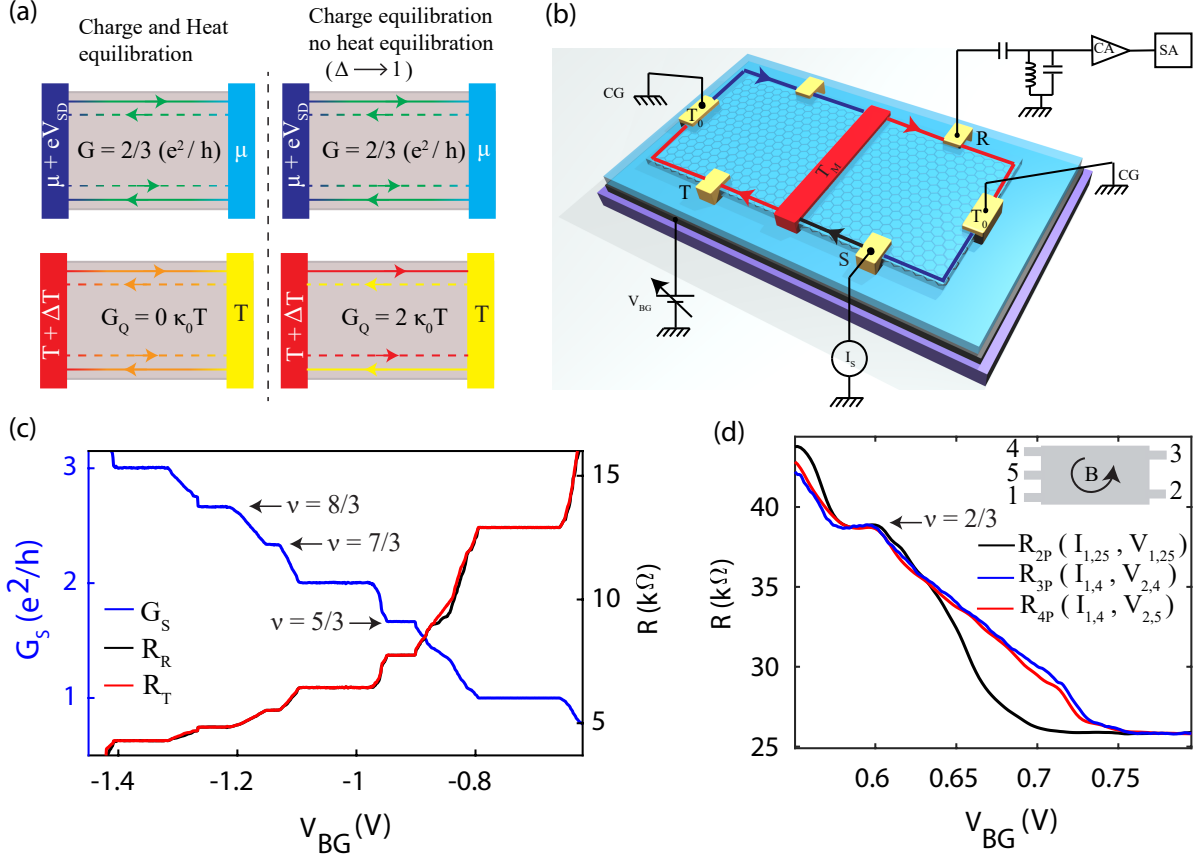 (a)
Charge and Heat
equilibration
Charge equilibration
no heat equilibration
(Δ ⟶ 1)
μ + eV_SD
G = 2/3 (e²/ h)
μ
μ + eV_SD
G = 2/3 (e²/ h)
μ
T + ΔT
G_Q = 0 κ₀T
T
T + ΔT
G_Q = 2 κ₀T
T
(b)
CG
T₀
T_M
R
CA
SA
T
S
T₀
CG
V_BG
I_S
(c)
G_S (e²/h)
3
2
1
ν = 8/3
ν = 7/3
ν = 5/3
G_S
R_R
R_T
15
10
5
R (kΩ)
-1.4
-1.2
-1
-0.8
V_BG (V)
(d)
R (kΩ)
40
35
30
25
4
5
1
B
3
2
ν = 2/3
R_2P ( I_1,25 , V_1,25)
R_3P ( I_1,4 , V_2,4)
R_4P ( I_1,4 , V_2,5)
0.6
0.65
0.7
0.75
V_BG (V)